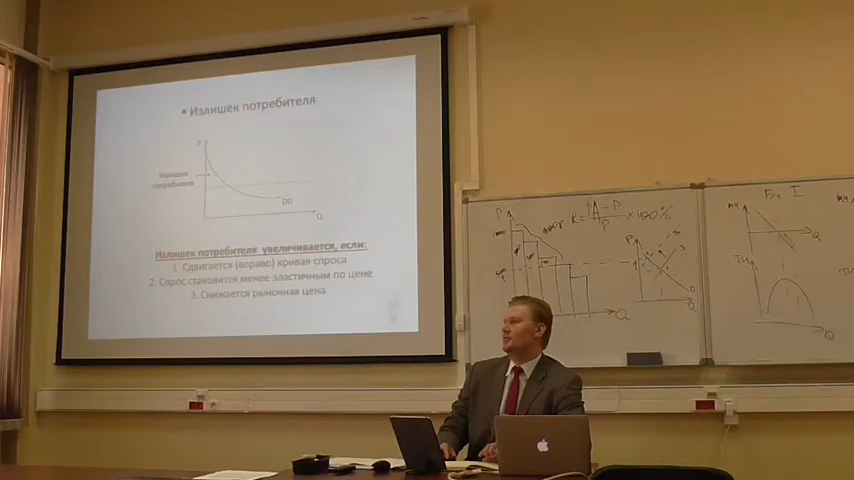 ▪ Излишек потребителя
P
Излишек
потребителя
DD
Q
Излишек потребителя увеличивается, если:
1. Сдвигается (вправо) кривая спроса
2. Спрос становится менее эластичным по цене
3. Снижается рыночная цена
P
Q
P
× 100%
P
S
S
D
Q
Q
Q